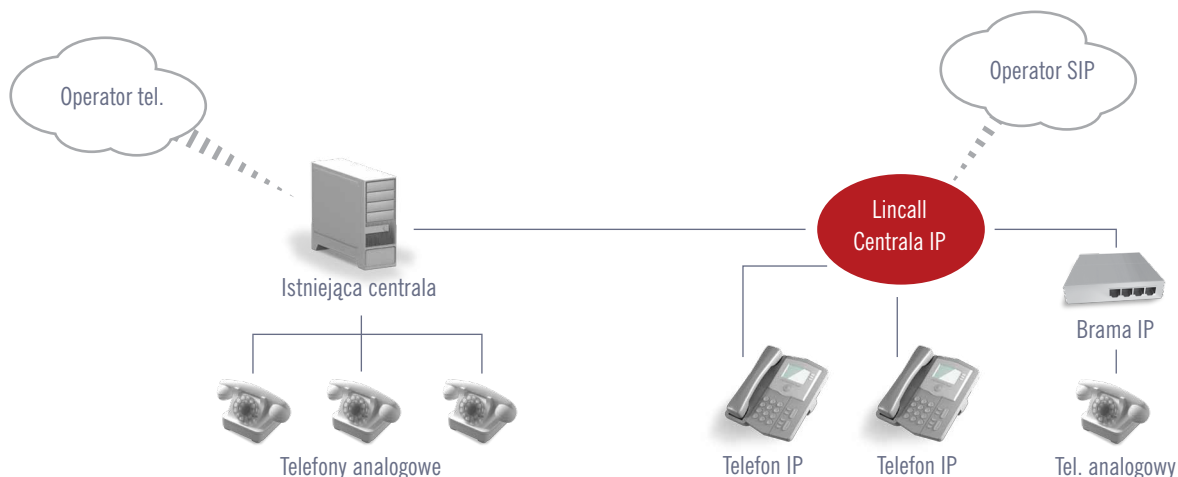 Operator tel.
Operator SIP
Lincall
Centrala IP
Istniejąca centrala
Brama IP
Telefony analogowe
Telefon IP
Telefon IP
Tel. analogowy